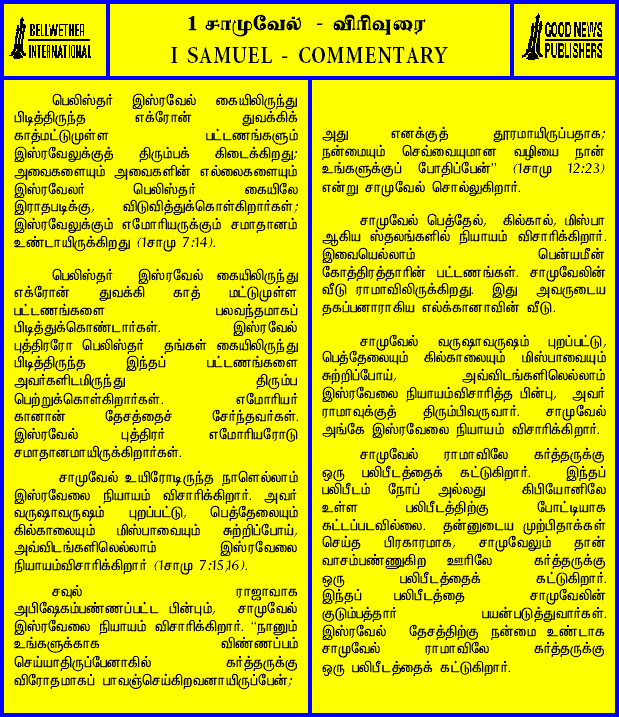 BELLWETHER
INTERNATIONAL
1 சாமுவேல் - விரிவுரை
I SAMUEL - COMMENTARY
GOOD NEWS
PUBLISHERS
பெலிஸ்தர் இஸ்ரவேல் கையிலிருந்து
பிடித்திருந்த எக்ரோன் துவக்கிக்
காத்மட்டுமுள்ள பட்டணங்களும்
இஸ்ரவேலுக்குத் திரும்பக் கிடைக்கிறது;
அவைகளையும் அவைகளின் எல்லைகளையும்
இஸ்ரவேலர் பெலிஸ்தர் கையிலே
இராதபடிக்கு, விடுவித்துக்கொள்கிறார்கள்;
இஸ்ரவேலுக்கும் எமோரியருக்கும் சமாதானம்
உண்டாயிருக்கிறது (1சாமு 7:14).
பெலிஸ்தர் இஸ்ரவேல் கையிலிருந்து
எக்ரோன் துவக்கி காத் மட்டுமுள்ள
பட்டணங்களை பலவந்தமாகப்
பிடித்துக்கொண்டார்கள். இஸ்ரவேல்
புத்திரரோ பெலிஸ்தர் தங்கள் கையிலிருந்து
பிடித்திருந்த இந்தப் பட்டணங்களை
அவர்களிடமிருந்து திரும்ப
பெற்றுக்கொள்கிறார்கள். எமோரியர்
கானான் தேசத்தைச் சேர்ந்தவர்கள்.
இஸ்ரவேல் புத்திரர் எமோரியரோடு
சமாதானமாயிருக்கிறார்கள்.
சாமுவேல் உயிரோடிருந்த நாளெல்லாம்
இஸ்ரவேலை நியாயம் விசாரிக்கிறார். அவர்
வருஷாவருஷம் புறப்பட்டு, பெத்தேலையும்
கில்காலையும் மிஸ்பாவையும் சுற்றிப்போய்,
அவ்விடங்களிலெல்லாம் இஸ்ரவேலை
நியாயம்விசாரிக்கிறார் (1சாமு 7:15,16).
சவுல் ராஜாவாக
அபிஷேகம்பண்ணப்பட்ட பின்பும், சாமுவேல்
இஸ்ரவேலை நியாயம் விசாரிக்கிறார். "நானும்
உங்களுக்காக விண்ணப்பம்
செய்யாதிருப்பேனாகில் கர்த்தருக்கு
விரோதமாகப் பாவஞ்செய்கிறவனாயிருப்பேன்;
அது எனக்குத் தூரமாயிருப்பதாக;
நன்மையும் செவ்வையுமான வழியை நான்
உங்களுக்குப் போதிப்பேன்" (1சாமு 12:23)
என்று சாமுவேல் சொல்லுகிறார்.
சாமுவேல் பெத்தேல், கில்கால், மிஸ்பா
ஆகிய ஸ்தலங்களில் நியாயம் விசாரிக்கிறார்.
இவையெல்லாம் பென்யமீன்
கோத்திரத்தாரின் பட்டணங்கள். சாமுவேலின்
வீடு ராமாவிலிருக்கிறது. இது அவருடைய
தகப்பனாராகிய எல்க்கானாவின் வீடு.
சாமுவேல் வருஷாவருஷம் புறப்பட்டு,
பெத்தேலையும் கில்காலையும் மிஸ்பாவையும்
சுற்றிப்போய், அவ்விடங்களிலெல்லாம்
இஸ்ரவேலை நியாயம்விசாரித்த பின்பு, அவர்
ராமாவுக்குத் திரும்பிவருவார். சாமுவேல்
அங்கே இஸ்ரவேலை நியாயம் விசாரிக்கிறார்.
சாமுவேல் ராமாவிலே கர்த்தருக்கு
ஒரு பலிபீடத்தைக் கட்டுகிறார். இந்தப்
பலிபீடம் நோப் அல்லது கிபியோனிலே
உள்ள பலிபீடத்திற்கு போட்டியாக
கட்டப்படவில்லை. தன்னுடைய முற்பிதாக்கள்
செய்த பிரகாரமாக, சாமுவேலும் தான்
வாசம்பண்ணுகிற ஊரிலே கர்த்தருக்கு
ஒரு பலிபீடத்தைக் கட்டுகிறார்.
இந்தப் பலிபீடத்தை சாமுவேலின்
குடும்பத்தார் பயன்படுத்துவார்கள்.
இஸ்ரவேல் தேசத்திற்கு நன்மை உண்டாக
சாமுவேல் ராமாவிலே கர்த்தருக்கு
ஒரு பலிபீடத்தைக் கட்டுகிறார்.